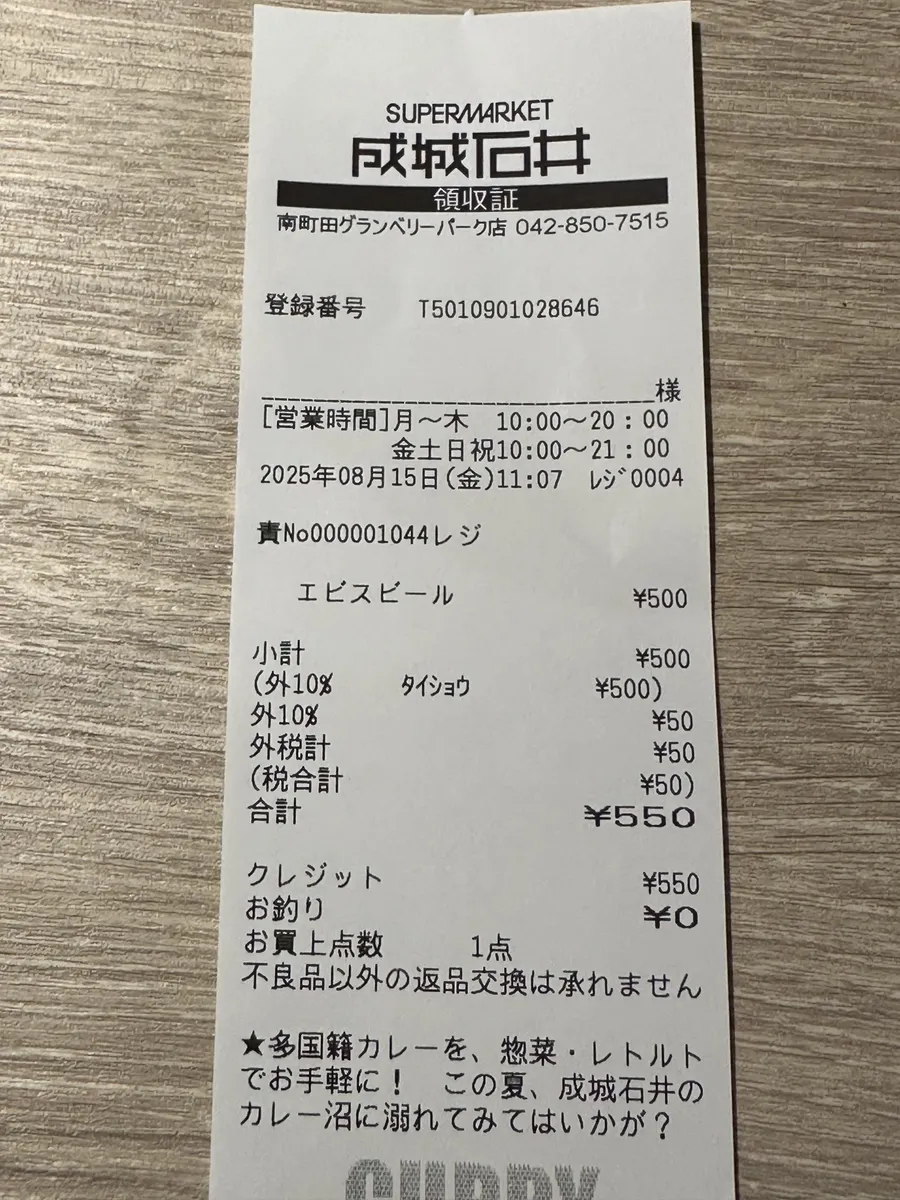 SUPERMARKET
成城石井
領収証
南町田グランベリーパーク店 042-850-7515
登録番号 T5010901028646
様
[営業時間]月〜木 10:00〜20：00
金土日祝10:00〜21：00
2025年08月15日(金)11:07 ﾚｼﾞ0004
責No000001044レジ
エビスビール ¥500
小計 ¥500
(外10% ﾀｲｼｮｳ ¥500)
外10% ¥50
外税計 ¥50
(税合計 ¥50)
合計 ¥550
クレジット ¥550
お釣り ¥0
お買上点数 1点
不良品以外の返品交換は承れません
★多国籍カレーを、惣菜・レトルト
でお手軽に！ この夏、成城石井の
カレー沼に溺れてみてはいかが？